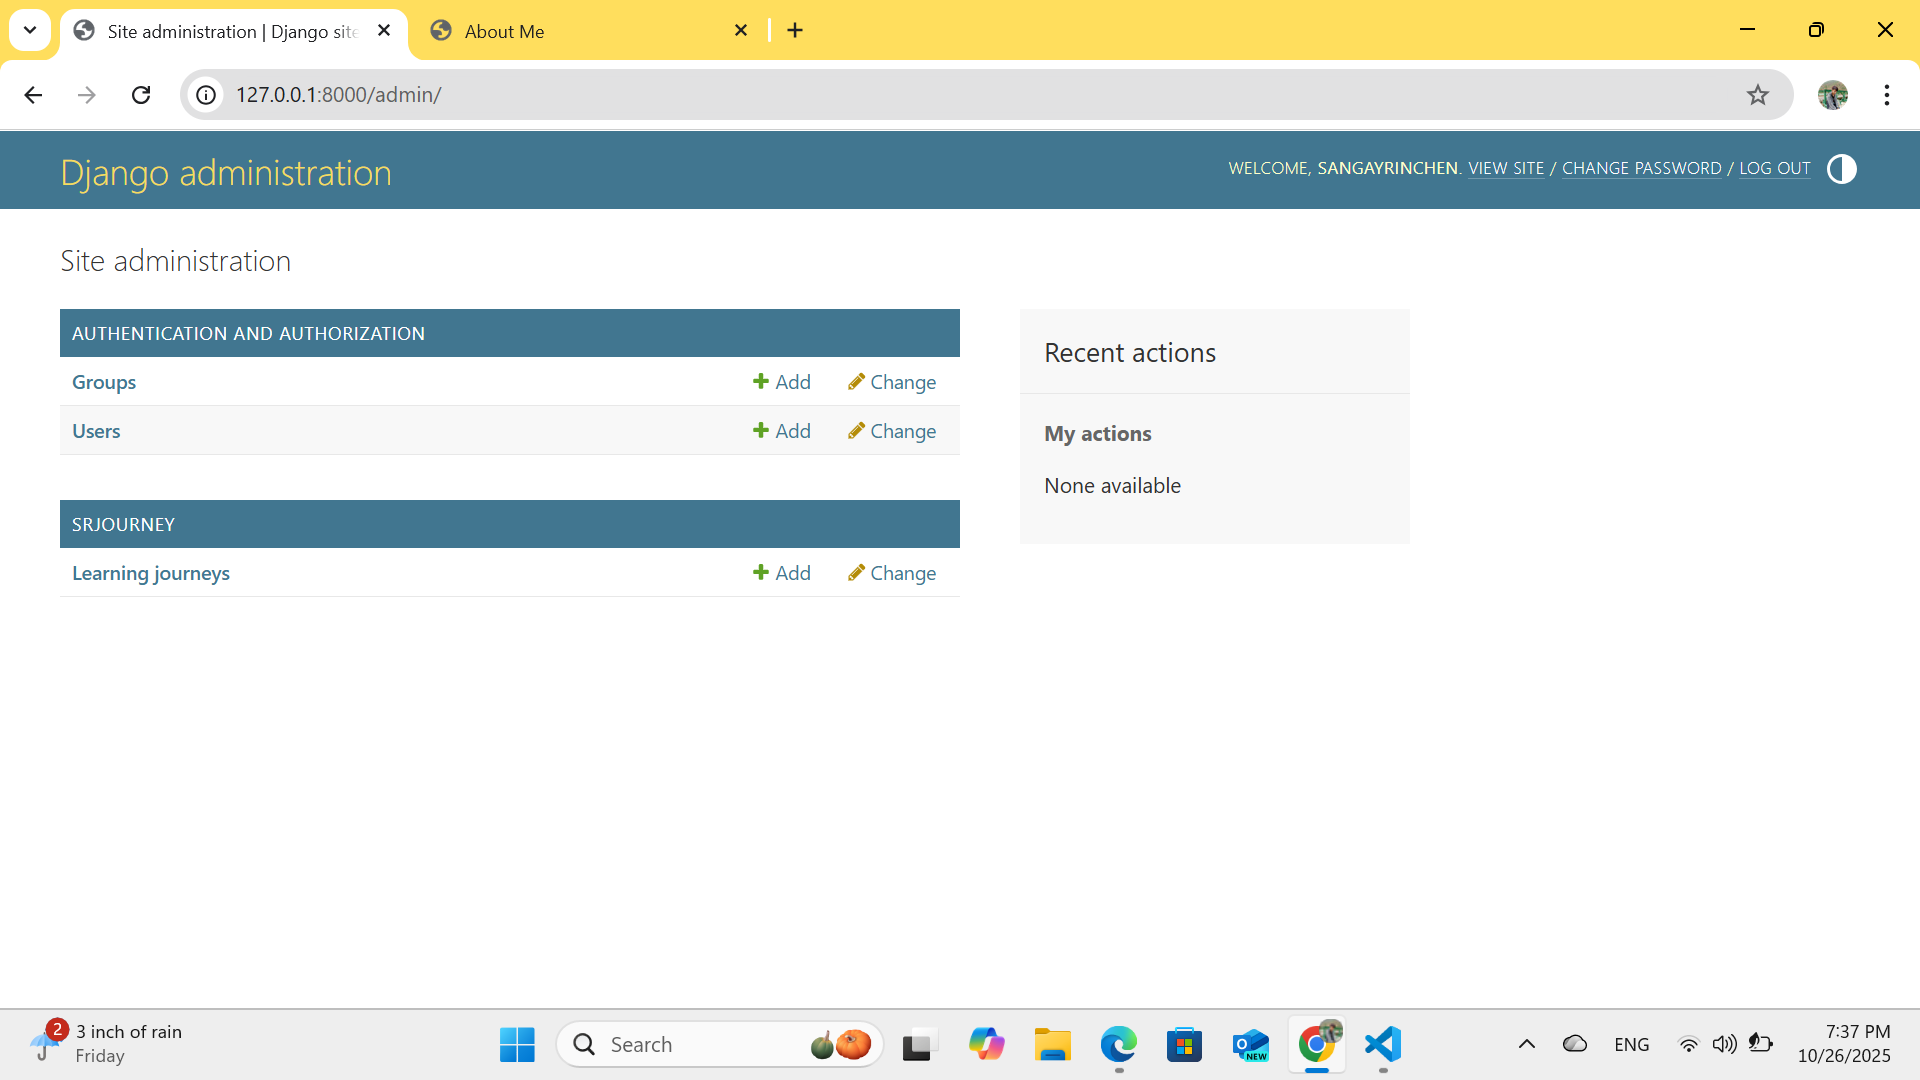 Site administration | Django site
About Me
127.0.0.1:8000/admin/
Django administration
WELCOME, SANGAYRINCHEN. VIEW SITE / CHANGE PASSWORD / LOG OUT
Site administration
AUTHENTICATION AND AUTHORIZATION
Groups Add Change
Users Add Change
SRJOURNEY
Learning journeys Add Change
Recent actions
My actions
None available
2
3 inch of rain
Friday
Search
NEW
ENG
7:37 PM
10/26/2025